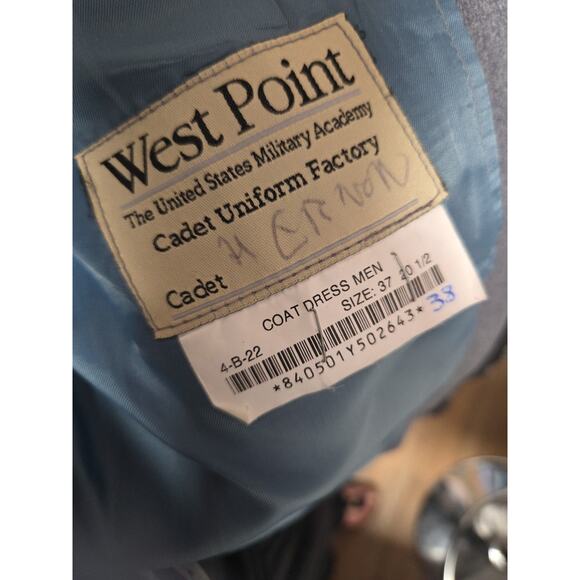 West Point
The United States Military Academy
Cadet Uniform Factory
Cadet
COAT DRESS MEN
4-B-22 SIZE: 37 20 1/2
*840501Y502643* 38